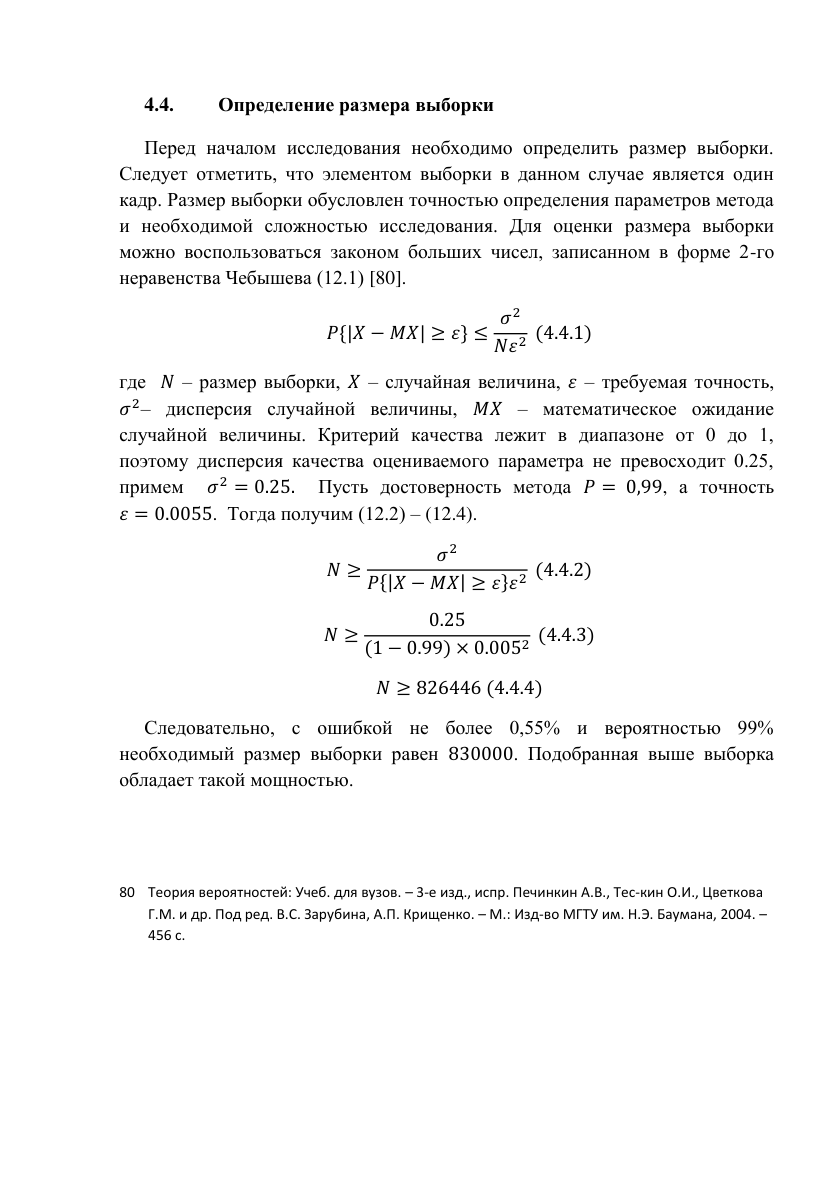 4.4. Определение размера выборки
Перед началом исследования необходимо определить размер выборки.
Следует отметить, что элементом выборки в данном случае является один
кадр. Размер выборки обусловлен точностью определения параметров метода
и необходимой сложностью исследования. Для оценки размера выборки
можно воспользоваться законом больших чисел, записанном в форме 2-го
неравенства Чебышева (12.1) [80].
P{|X − MX| ≥ ε} ≤ σ²/(Nε²) (4.4.1)
где N – размер выборки, X – случайная величина, ε – требуемая точность,
σ²– дисперсия случайной величины, MX – математическое ожидание
случайной величины. Критерий качества лежит в диапазоне от 0 до 1,
поэтому дисперсия качества оцениваемого параметра не превосходит 0.25,
примем σ² = 0.25. Пусть достоверность метода P = 0,99, а точность
ε = 0.0055. Тогда получим (12.2) – (12.4).
N ≥ σ²/(P{|X − MX| ≥ ε}ε²) (4.4.2)
N ≥ 0.25/((1 − 0.99) × 0.005²) (4.4.3)
N ≥ 826446 (4.4.4)
Следовательно, с ошибкой не более 0,55% и вероятностью 99%
необходимый размер выборки равен 830000. Подобранная выше выборка
обладает такой мощностью.
80 Теория вероятностей: Учеб. для вузов. – 3-е изд., испр. Печинкин А.В., Тес-кин О.И., Цветкова
Г.М. и др. Под ред. В.С. Зарубина, А.П. Крищенко. – М.: Изд-во МГТУ им. Н.Э. Баумана, 2004. –
456 с.